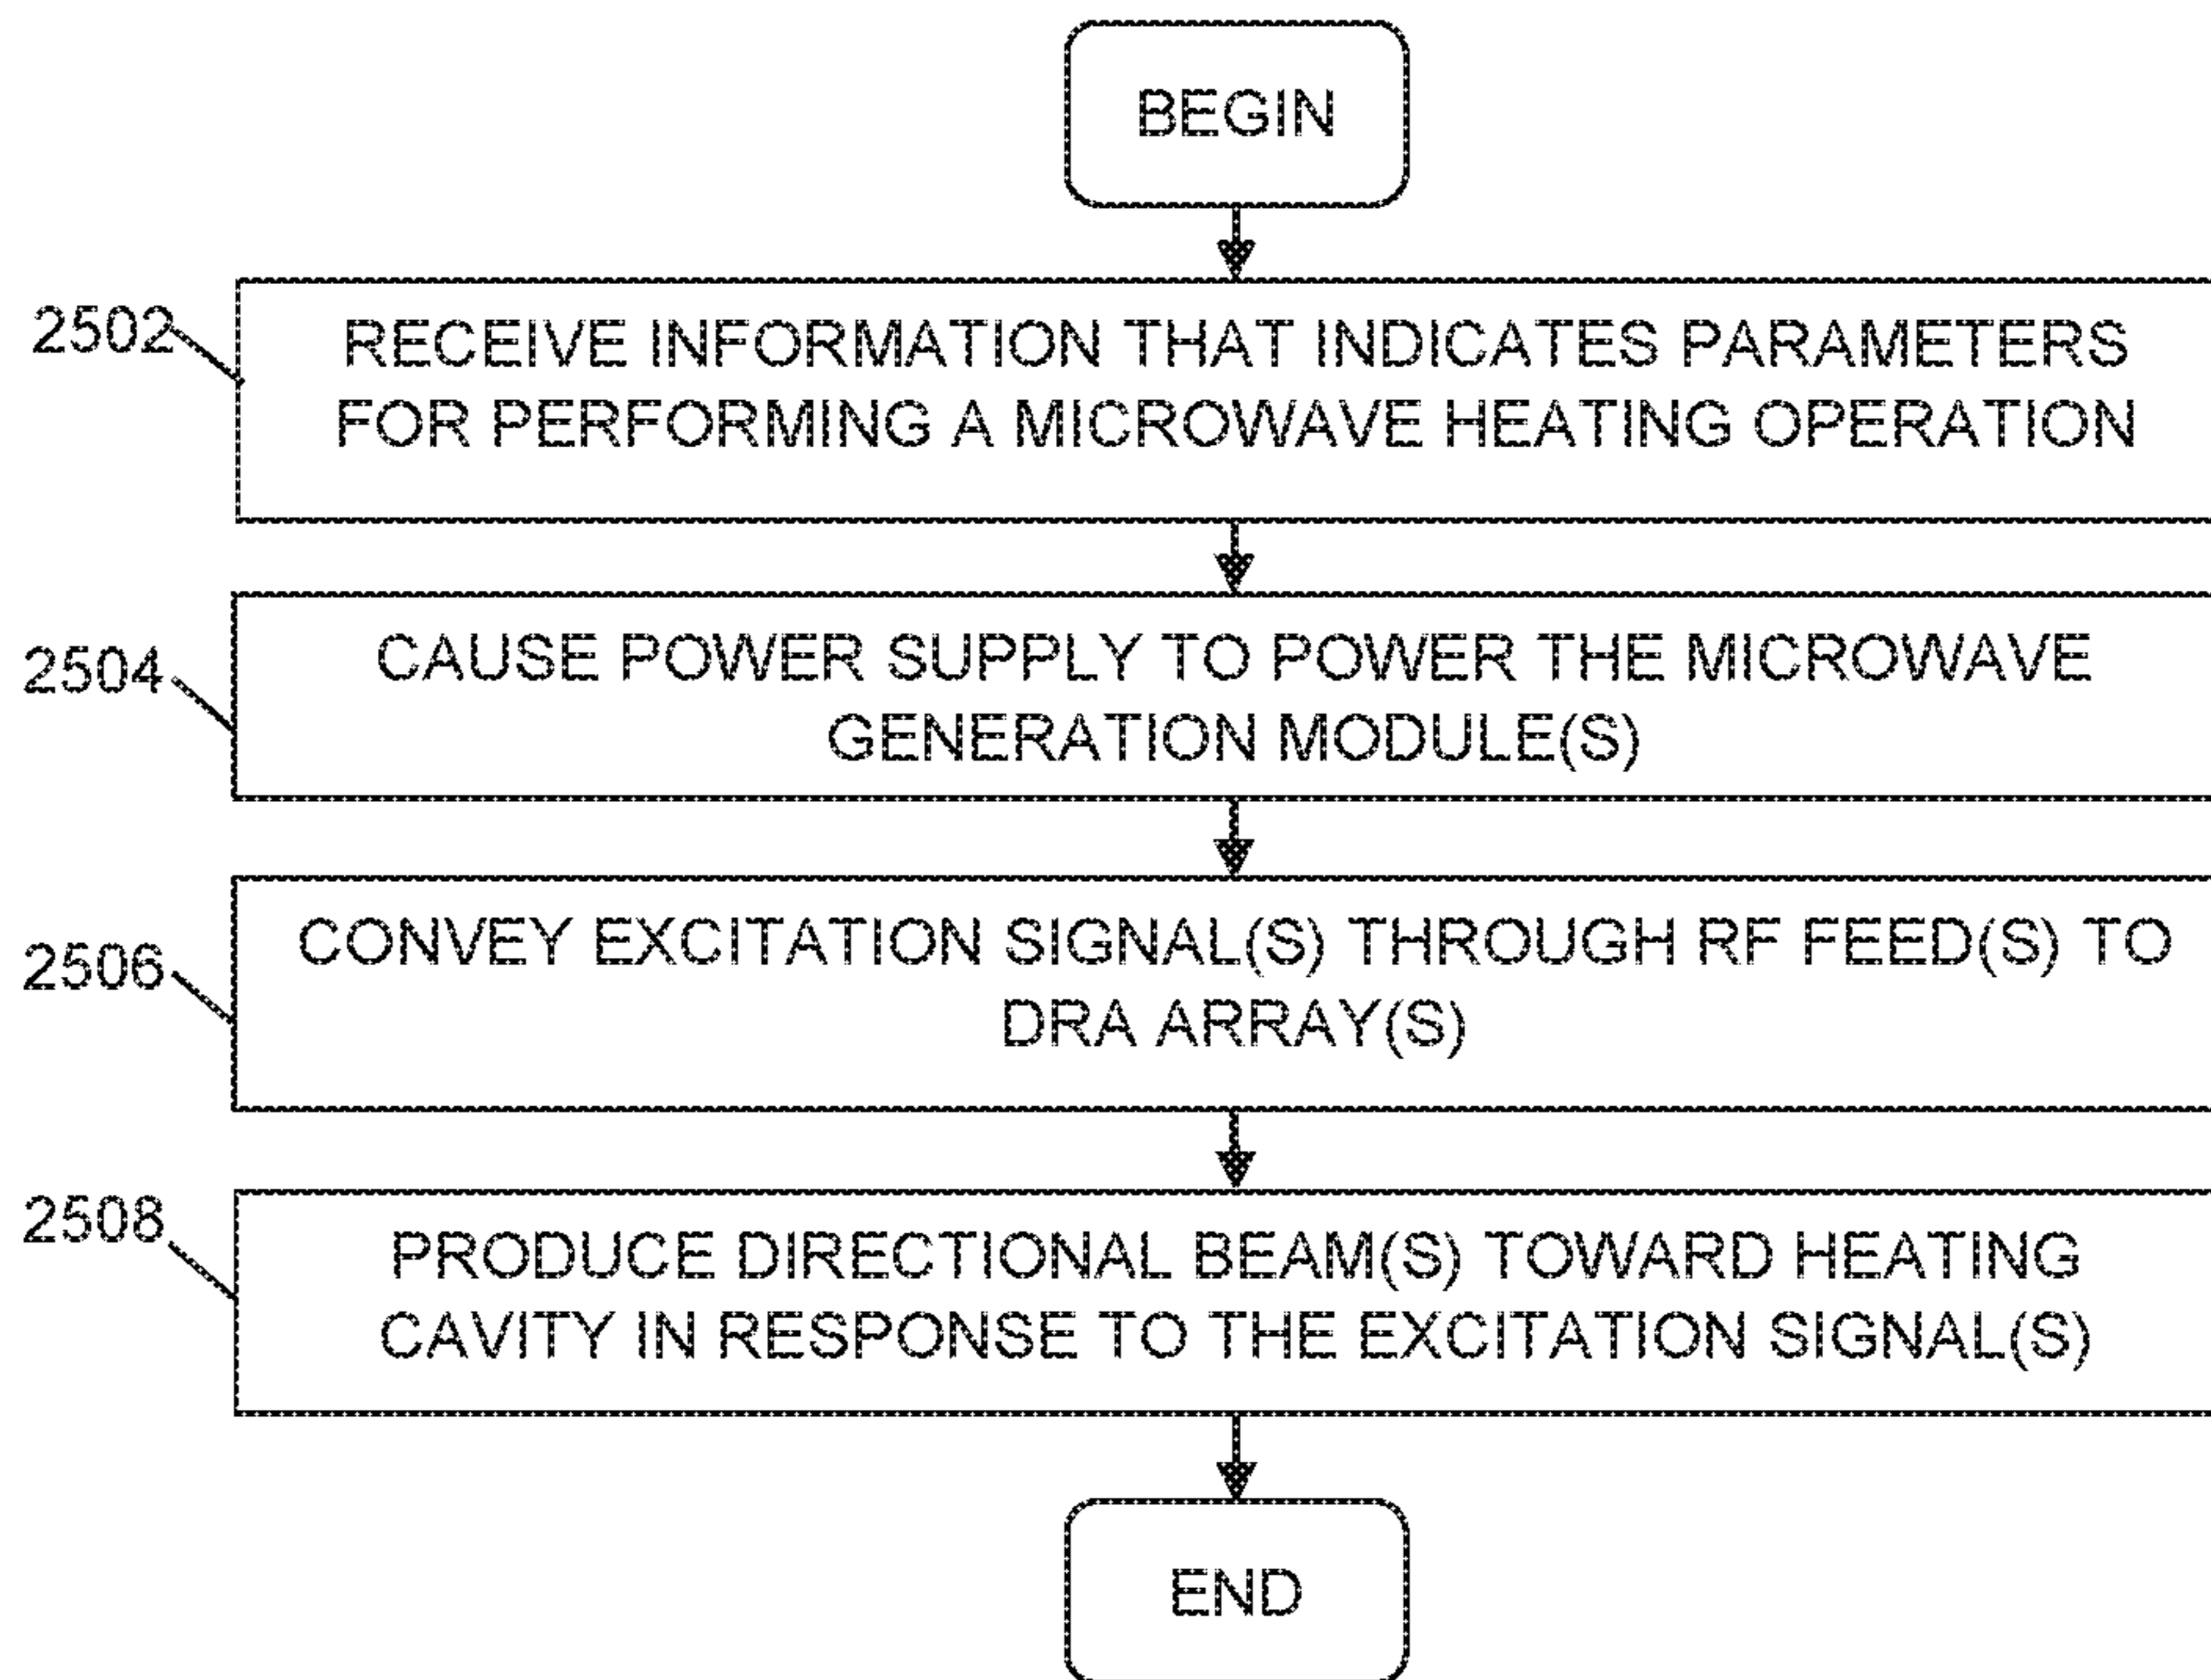 BEGIN
2502
RECEIVE INFORMATION THAT INDICATES PARAMETERS
FOR PERFORMING A MICROWAVE HEATING OPERATION
2504
CAUSE POWER SUPPLY TO POWER THE MICROWAVE
GENERATION MODULE(S)
2506
CONVEY EXCITATION SIGNAL(S) THROUGH RF FEED(S) TO
DRA ARRAY(S)
2508
PRODUCE DIRECTIONAL BEAM(S) TOWARD HEATING
CAVITY IN RESPONSE TO THE EXCITATION SIGNAL(S)
END